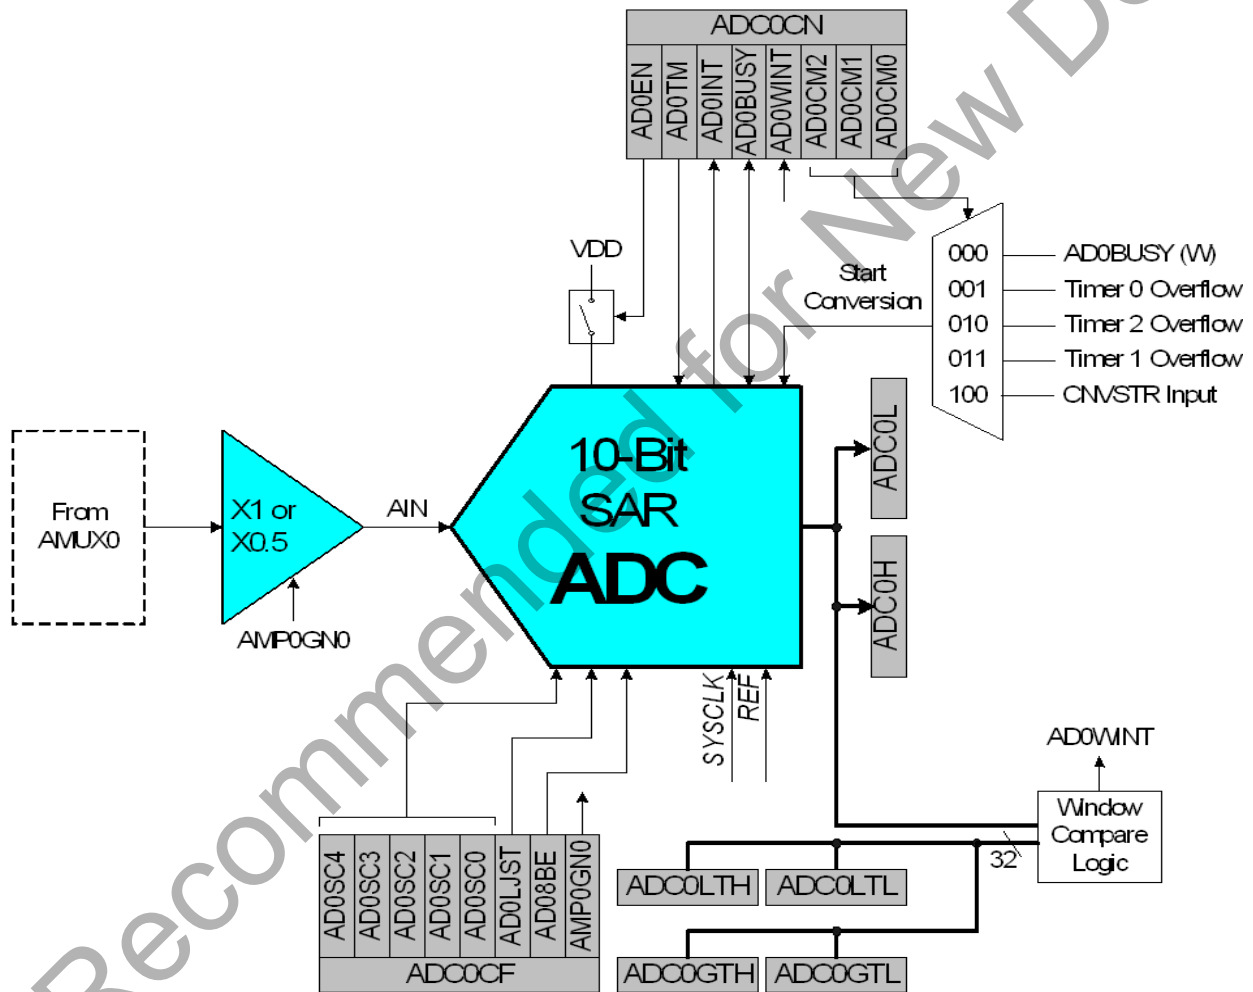 ADC0CN
AD0EN
AD0TM
AD0INT
AD0BUSY
AD0WINT
AD0CM2
AD0CM1
AD0CM0
VDD
Start
Conversion
000
AD0BUSY (W)
001
Timer 0 Overflow
010
Timer 2 Overflow
011
Timer 1 Overflow
100
CNVSTR Input
From
AMUX0
X1 or
X0.5
AMP0GN0
AIN
10-Bit
SAR
ADC
ADC0L
ADC0H
SYSCLK
REF
AD0WINT
Window
Compare
Logic
32
AD0SC4
AD0SC3
AD0SC2
AD0SC1
AD0SC0
AD0LJST
AD08BE
AMP0GN0
ADC0CF
ADC0LTH
ADC0LTL
ADC0GTH
ADC0GTL
Recommended for New De